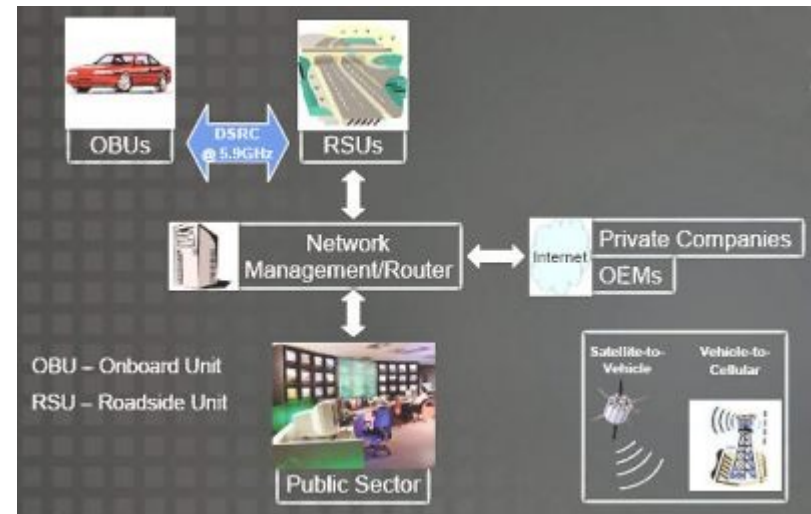 OBUs
DSRC
@ 5.9GHz
RSUs
Network
Management/Router
Internet
Private Companies
OEMs
OBU – Onboard Unit
RSU – Roadside Unit
Public Sector
Satellite-to-
Vehicle
Vehicle-to-
Cellular